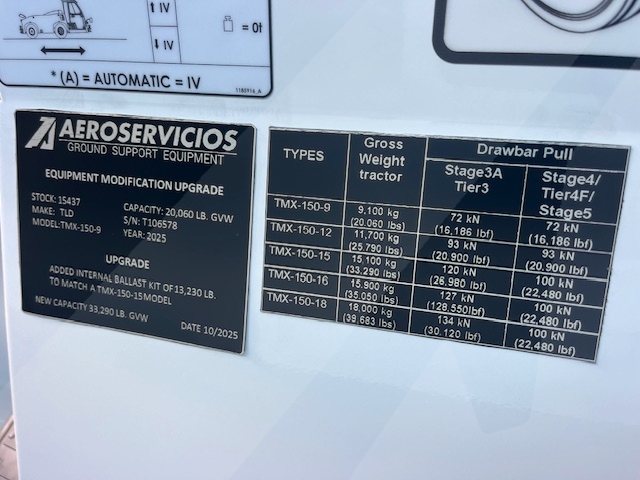 ↑ IV
↓ IV
= 0t
* (A) = AUTOMATIC = IV
1180916_A
AEROSERVICIOS
GROUND SUPPORT EQUIPMENT
EQUIPMENT MODIFICATION UPGRADE
STOCK: 15437 CAPACITY: 20,060 LB. GVW
MAKE: TLD S/N: T106578
MODEL:TMX-150-9 YEAR: 2025
UPGRADE
ADDED INTERNAL BALLAST KIT OF 13,230 LB.
TO MATCH A TMX-150-15 MODEL
NEW CAPACITY 33,290 LB. GVW
DATE 10/2025
TYPES Gross Weight tractor Drawbar Pull
Stage3A Tier3 Stage4/ Tier4F/ Stage5
TMX-150-9 9,100 kg (20.060 lbs) 72 kN (16,186 lbf) 72 kN (16,186 lbf)
TMX-150-12 11,700 kg (25.790 lbs) 93 kN (20.900 lbf) 93 kN (20.900 lbf)
TMX-150-15 15,100 kg (33,290 lbs) 120 kN (26,980 lbf) 100 kN (22,480 lbf)
TMX-150-16 15,900 kg (35,050 lbs) 127 kN (128.550lbf) 100 kN (22,480 lbf)
TMX-150-18 18,000 kg (39,683 lbs) 134 kN (30.120 lbf) 100 kN (22,480 lbf)